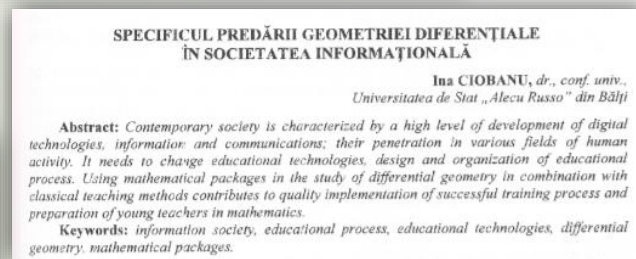 SPECIFICUL PREDĂRII GEOMETRIEI DIFERENȚIALE
ÎN SOCIETATEA INFORMAȚIONALĂ
Ina CIOBANU, dr., conf. univ.,
Universitatea de Stat „Alecu Russo” din Bălți
Abstract: Contemporary society is characterized by a high level of development of digital
technologies, information and communications; their penetration in various fields of human
activity. It needs to change educational technologies, design and organization of educational
process. Using mathematical packages in the study of differential geometry in combination with
classical teaching methods contributes to quality implementation of successful training process and
preparation of young teachers in mathematics.
Keywords: information society, educational process, educational technologies, differential
geometry, mathematical packages.